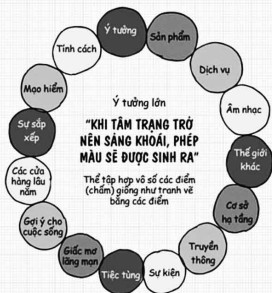 Ý tưởng
Sản phẩm
Dịch vụ
Âm nhạc
Thế giới
khác
Cơ sở
hạ tầng
Truyền
thông
Sự kiện
Tiệc tùng
Giấc mơ
lãng mạn
Gợi ý cho
cuộc sống
Các cửa
hàng lâu
năm
Sự sắp
xếp
Mạo hiểm
Tính cách
Ý tưởng lớn
"KHI TÂM TRẠNG TRỞ
NÊN SẢNG KHOÁI, PHÉP
MÀU SẼ ĐƯỢC SINH RA"
Thể tập hợp vô số các điểm
(chấm) giống như tranh vẽ
bằng các điểm